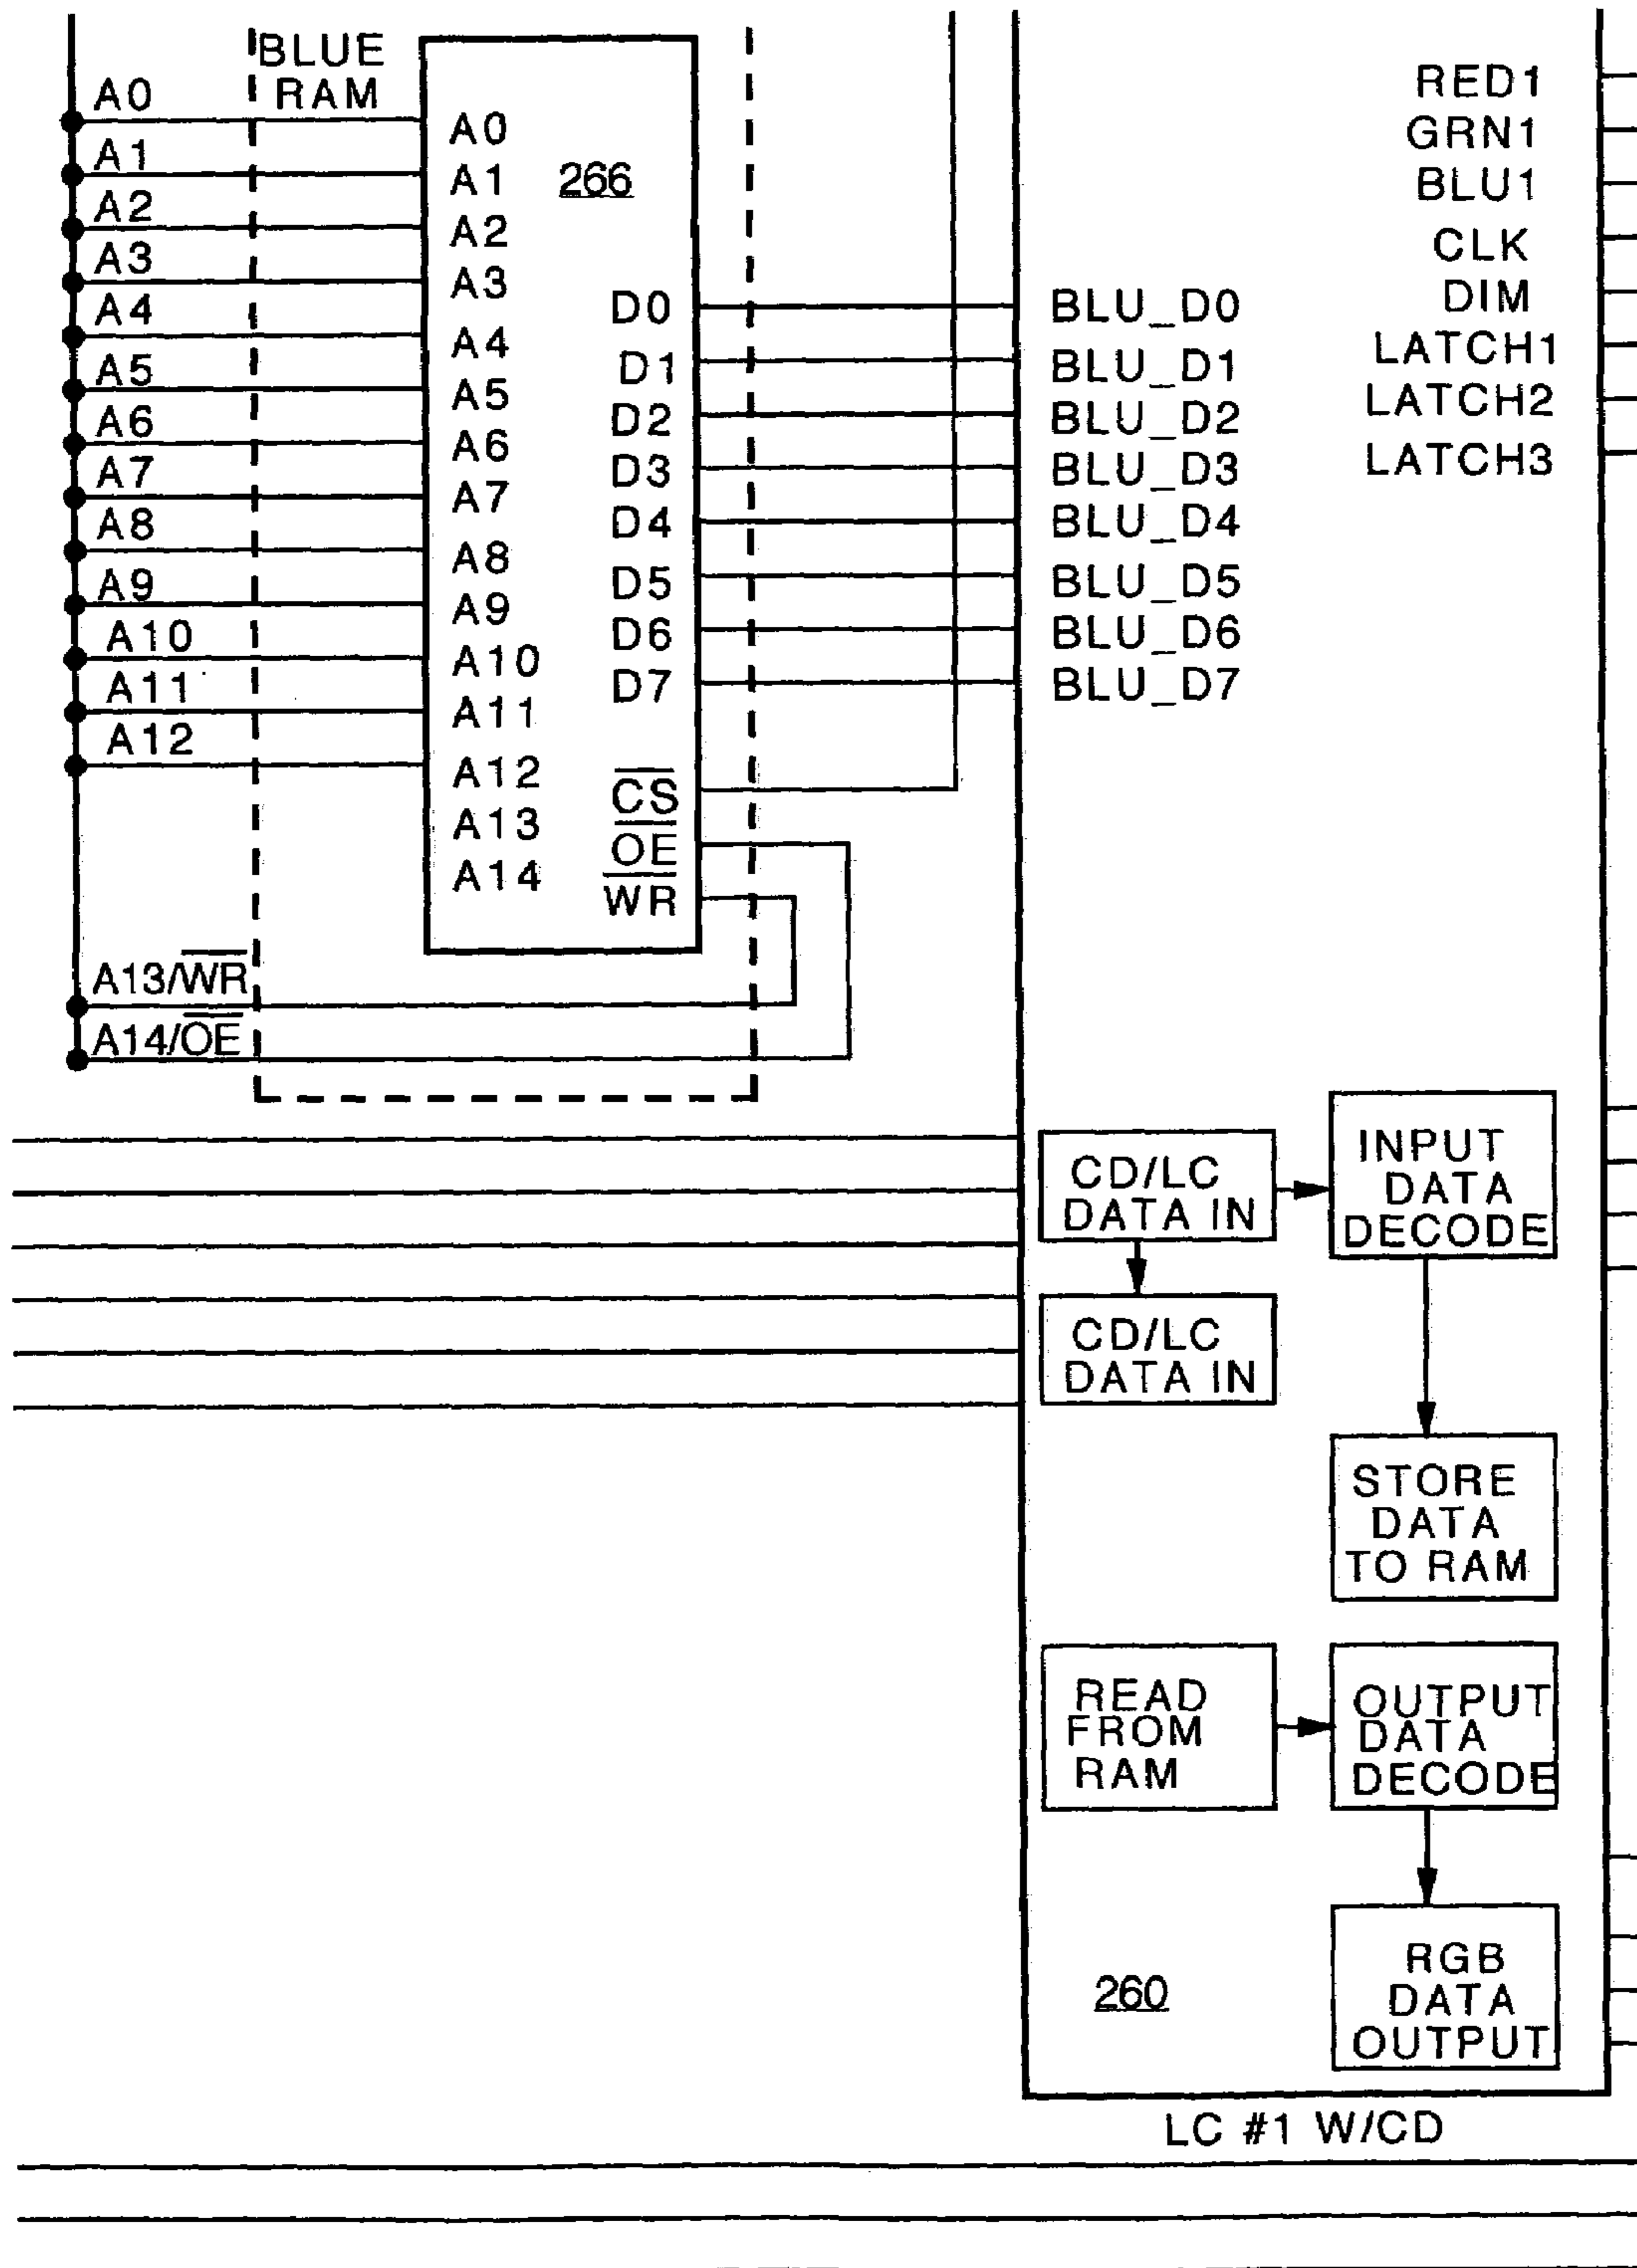 BLUE
RAM
A0
A1
A2
A3
A4
A5
A6
A7
A8
A9
A10
A11
A12
A13/WR
A14/OE
A0
A1
A2
A3
A4
A5
A6
A7
A8
A9
A10
A11
A12
A13
A14
266
D0
D1
D2
D3
D4
D5
D6
D7
CS
OE
WR
BLU_D0
BLU_D1
BLU_D2
BLU_D3
BLU_D4
BLU_D5
BLU_D6
BLU_D7
RED1
GRN1
BLU1
CLK
DIM
LATCH1
LATCH2
LATCH3
CD/LC
DATA IN
INPUT
DATA
DECODE
CD/LC
DATA IN
STORE
DATA
TO RAM
READ
FROM
RAM
OUTPUT
DATA
DECODE
RGB
DATA
OUTPUT
260
LC #1 W/CD